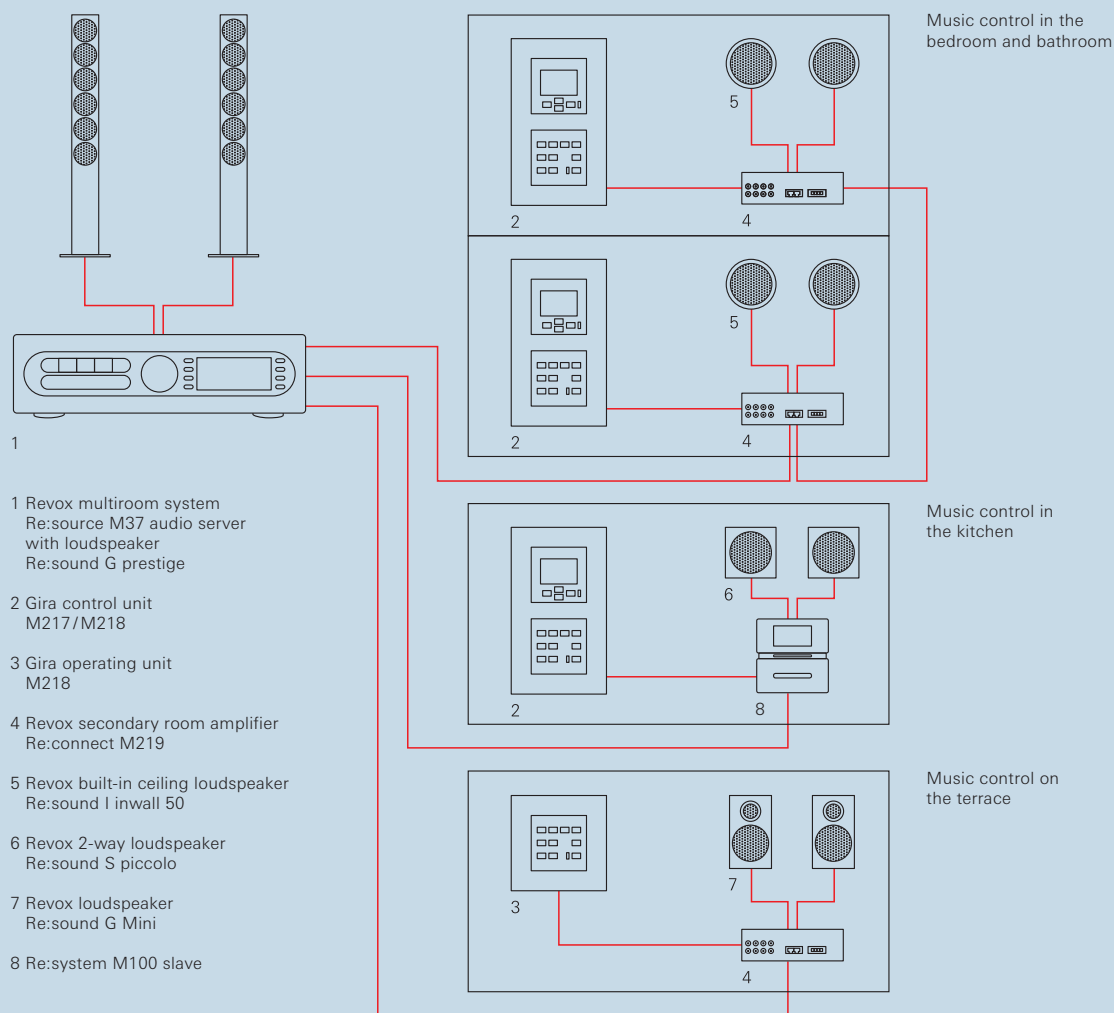 Music control in the
bedroom and bathroom
5
2
4
5
2
4
1
1 Revox multiroom system
Re:source M37 audio server
with loudspeaker
Re:sound G prestige
2 Gira control unit
M217/M218
3 Gira operating unit
M218
4 Revox secondary room amplifier
Re:connect M219
5 Revox built-in ceiling loudspeaker
Re:sound I inwall 50
6 Revox 2-way loudspeaker
Re:sound S piccolo
7 Revox loudspeaker
Re:sound G Mini
8 Re:system M100 slave
Music control in
the kitchen
6
2
8
Music control on
the terrace
7
3
4